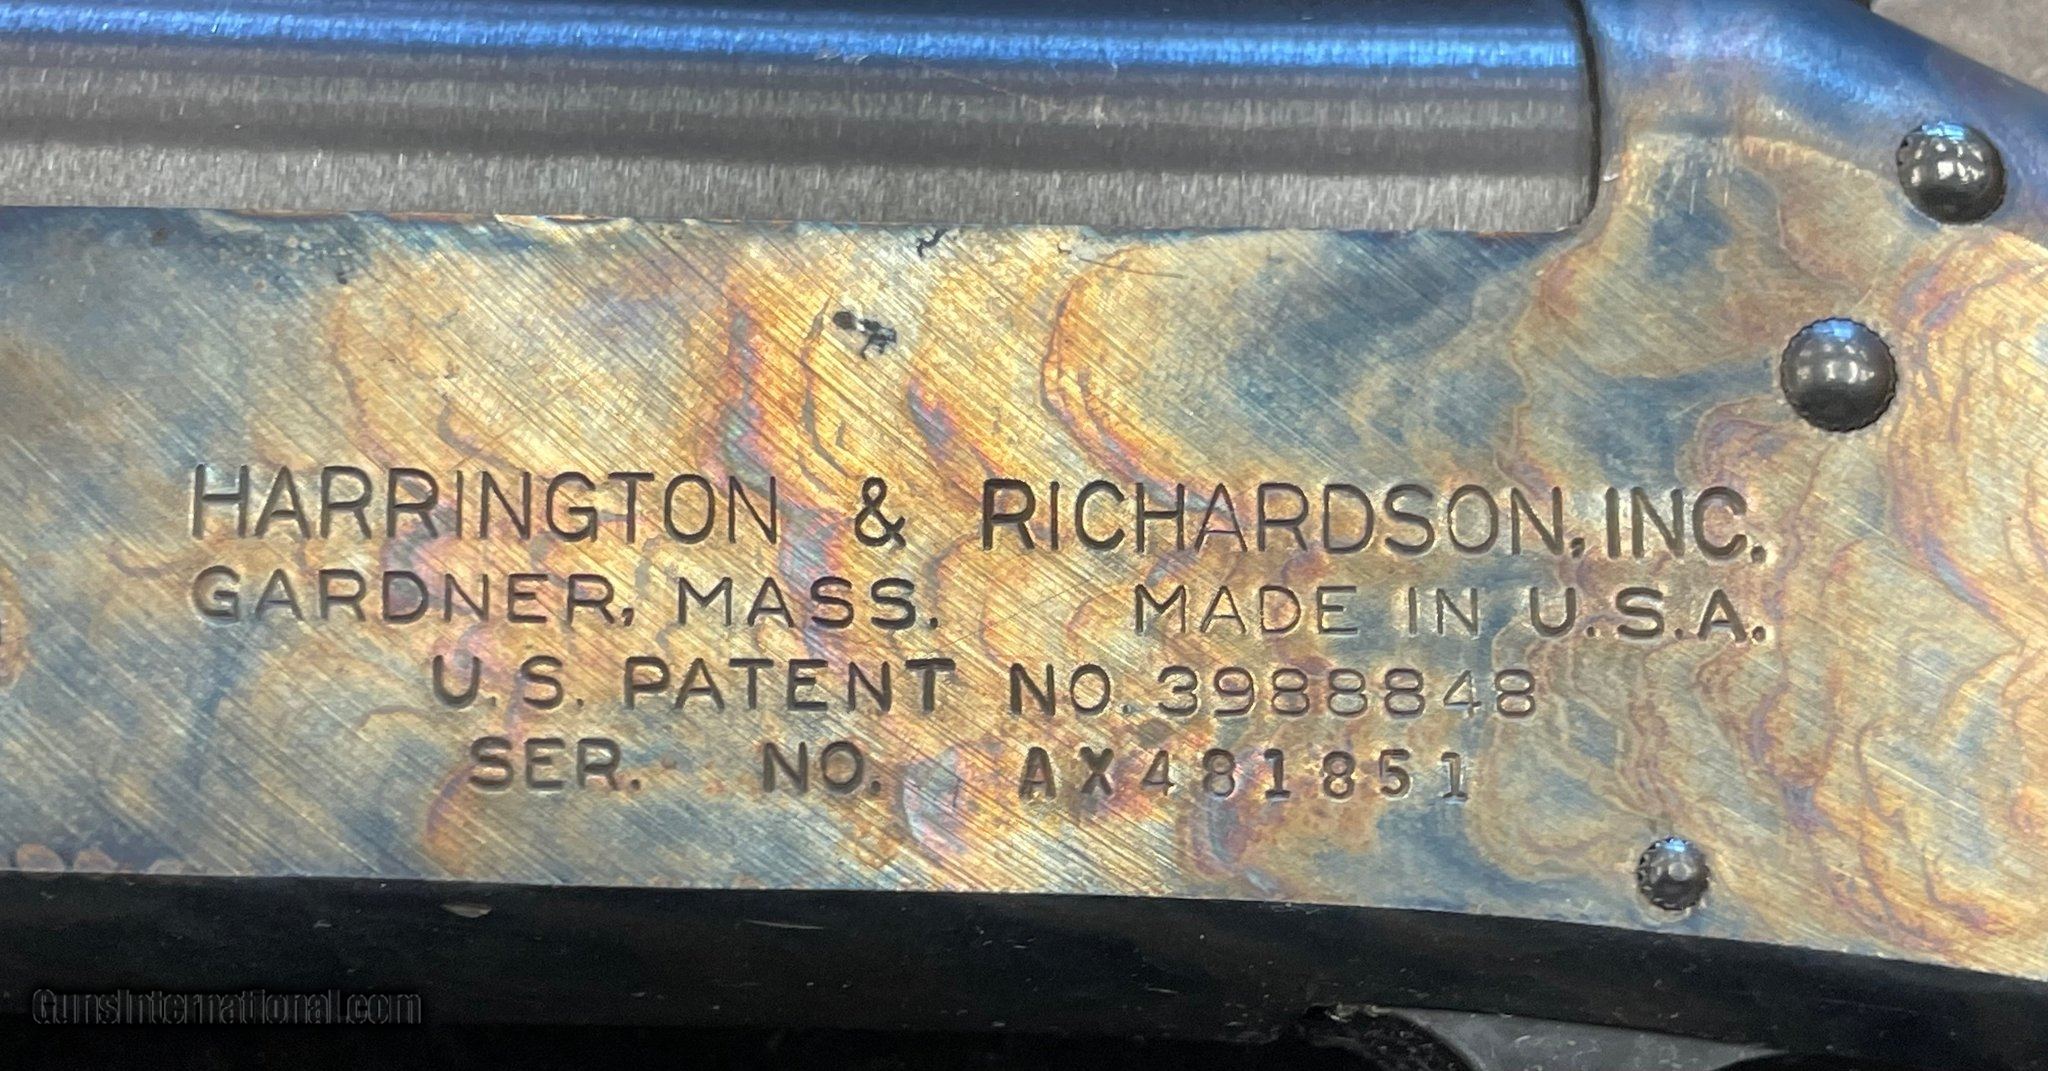 HARRINGTON & RICHARDSON, INC.
GARDNER, MASS. MADE IN U.S.A.
U.S. PATENT NO. 3988848
SER. NO. AX481851
GunsInternational.com